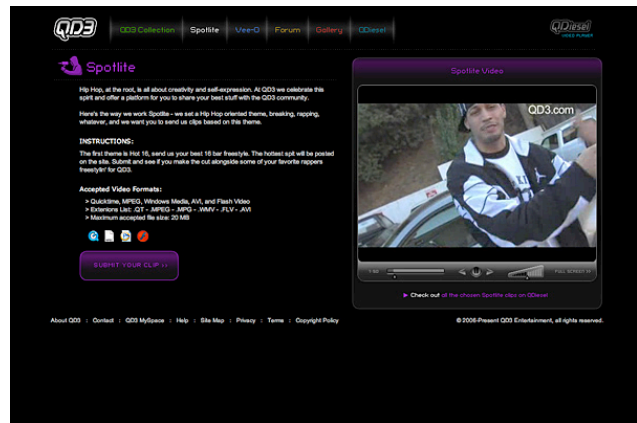 QD3
QD3 Collection Spotlite Vee-O Forum Gallery QDiesel
QDiesel
VIDEO PLAYER
Spotlite
Hip Hop, at the root, is all about creativity and self-expression. At QD3 we celebrate this
spirit and offer a platform for you to share your best stuff with the QD3 community.
Here's the way we work Spotlite - we set a Hip Hop oriented theme, breaking, rapping,
whatever, and we want you to send us clips based on this theme.
INSTRUCTIONS:
The first theme is Hot 16, send us your best 16 bar freestyle. The hottest spit will be posted
on the site. Submit and see if you make the cut alongside some of your favorite rappers
freestylin' for QD3.
Accepted Video Formats:
> Quicktime, MPEG, Windows Media, AVI, and Flash Video
> Extensions List: .QT - .MPEG - .MPG - .WMV - .FLV - .AVI
> Maximum accepted file size: 20 MB
SUBMIT YOUR CLIP >>
Spotlite Video
QD3.com
FULL SCREEN >>
Check out all the chosen Spotlite clips on QDiesel
About QD3 : Contact : QD3 MySpace : Help : Site Map : Privacy : Terms : Copyright Policy
© 2006-Present QD3 Entertainment, all rights reserved.